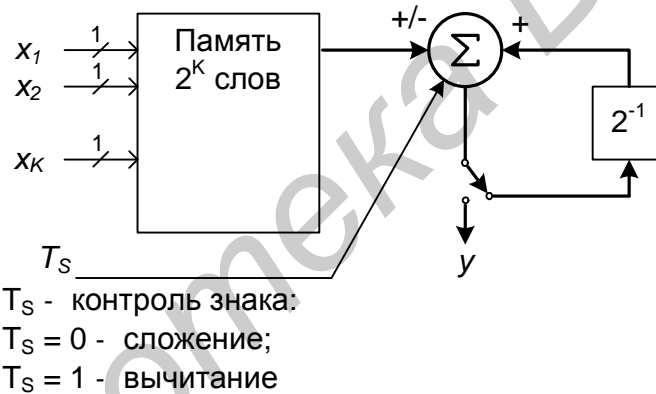 +/-
+
x1
1
Память
2^K слов
Σ
x2
1
2^-1
xK
1
TS
y
TS - контроль знака:
TS = 0 - сложение;
TS = 1 - вычитание